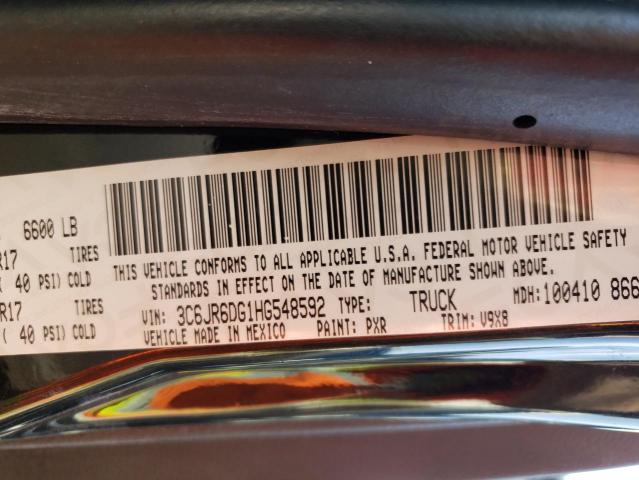 6600 LB
R17 TIRES
40 PSI) COLD
R17 TIRES
( 40 PSI) COLD
THIS VEHICLE CONFORMS TO ALL APPLICABLE U.S.A. FEDERAL MOTOR VEHICLE SAFETY
STANDARDS IN EFFECT ON THE DATE OF MANUFACTURE SHOWN ABOVE.
VIN: 3C6JR6DG1HG548592 TYPE: TRUCK MDH:100410 866
VEHICLE MADE IN MEXICO PAINT: PXR TRIM: V9X8